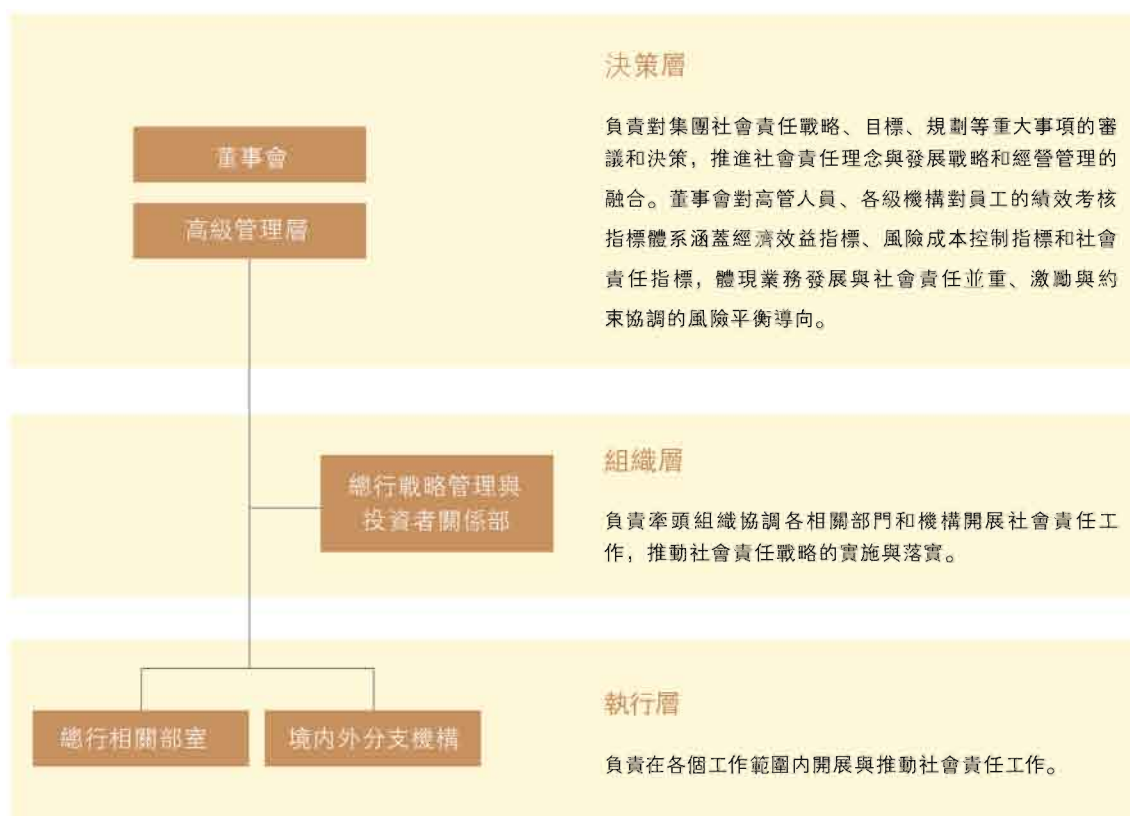 決策層
董事會
高級管理層
負責對集團社會責任戰略、目標、規劃等重大事項的審
議和決策，推進社會責任理念與發展戰略和經營管理的
融合。董事會對高管人員、各級機構對員工的績效考核
指標體系涵蓋經濟效益指標、風險成本控制指標和社會
責任指標，體現業務發展與社會責任並重、激勵與約
束協調的風險平衡導向。
組織層
總行戰略管理與
投資者關係部
負責牽頭組織協調各相關部門和機構開展社會責任工
作，推動社會責任戰略的實施與落實。
執行層
總行相關部室
境內外分支機構
負責在各個工作範圍內開展與推動社會責任工作。